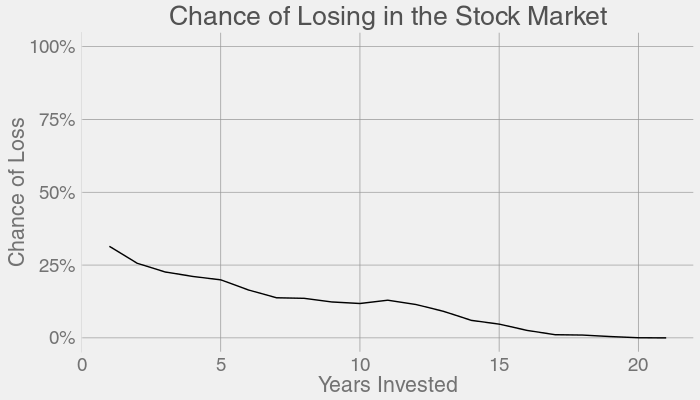 Chance of Losing in the Stock Market
100%
75%
50%
25%
0%
Chance of Loss
0 5 10 15 20
Years Invested